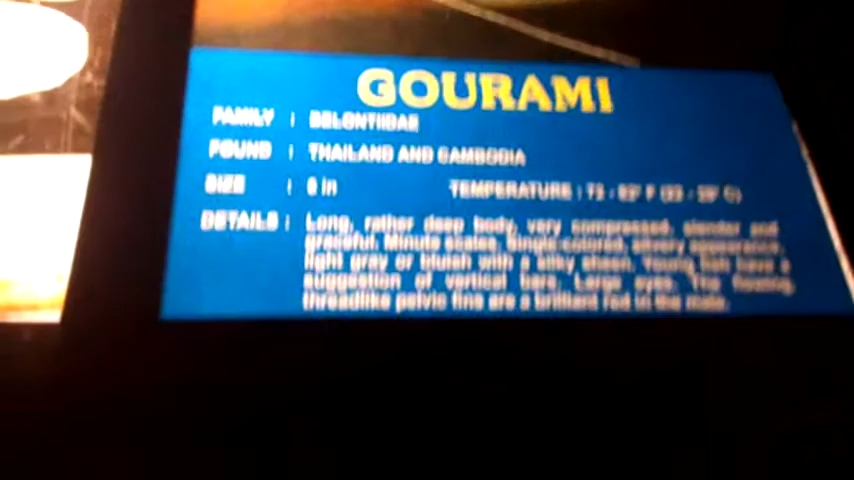 GOURAMI
FAMILY : BELONTIIDAE
FOUND : THAILAND AND CAMBODIA
SIZE : 6 in TEMPERATURE : 72 - 82° F (22 - 28° C)
DETAILS : Long, rather deep body, very compressed, slender and
graceful. Minute scales. Single-colored, silvery appearance,
light gray or bluish with a silky sheen. Young fish have a
suggestion of vertical bars. Large eyes. The flowing,
threadlike pelvic fins are a brilliant red in the male.